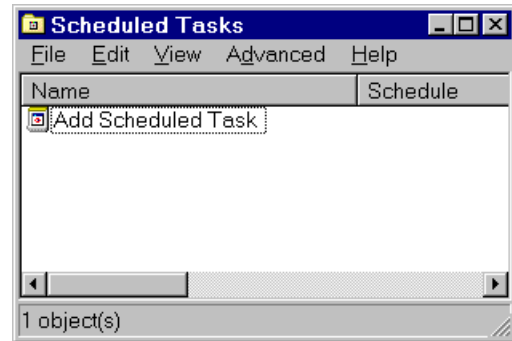 Scheduled Tasks
File Edit View Advanced Help
Name Schedule
Add Scheduled Task
1 object(s)